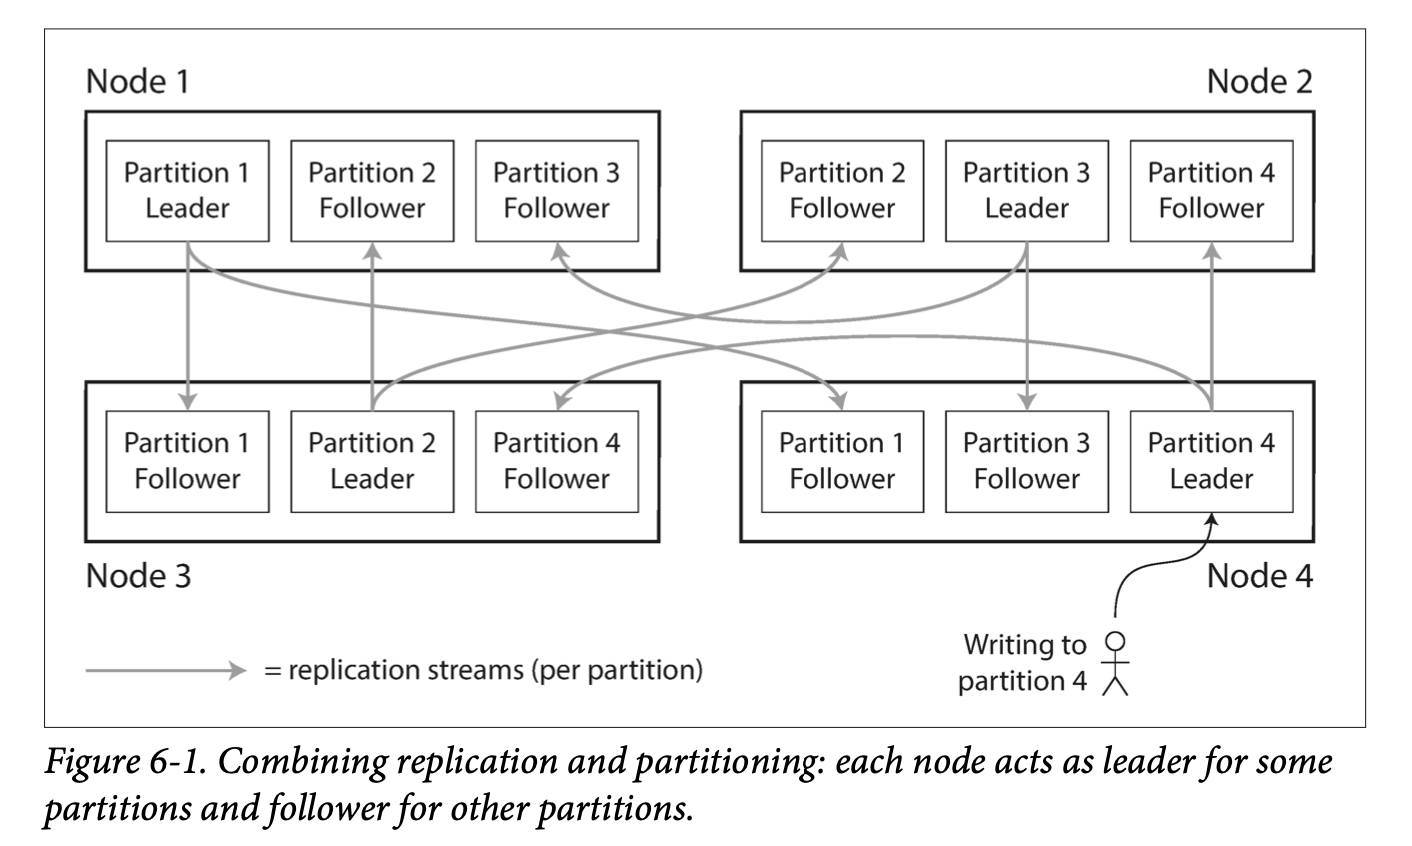 Node 1
Node 2
Partition 1
Leader
Partition 2
Follower
Partition 3
Follower
Partition 2
Follower
Partition 3
Leader
Partition 4
Follower
Partition 1
Follower
Partition 2
Leader
Partition 4
Follower
Partition 1
Follower
Partition 3
Follower
Partition 4
Leader
Node 3
Node 4
= replication streams (per partition)
Writing to
partition 4
Figure 6-1. Combining replication and partitioning: each node acts as leader for some
partitions and follower for other partitions.